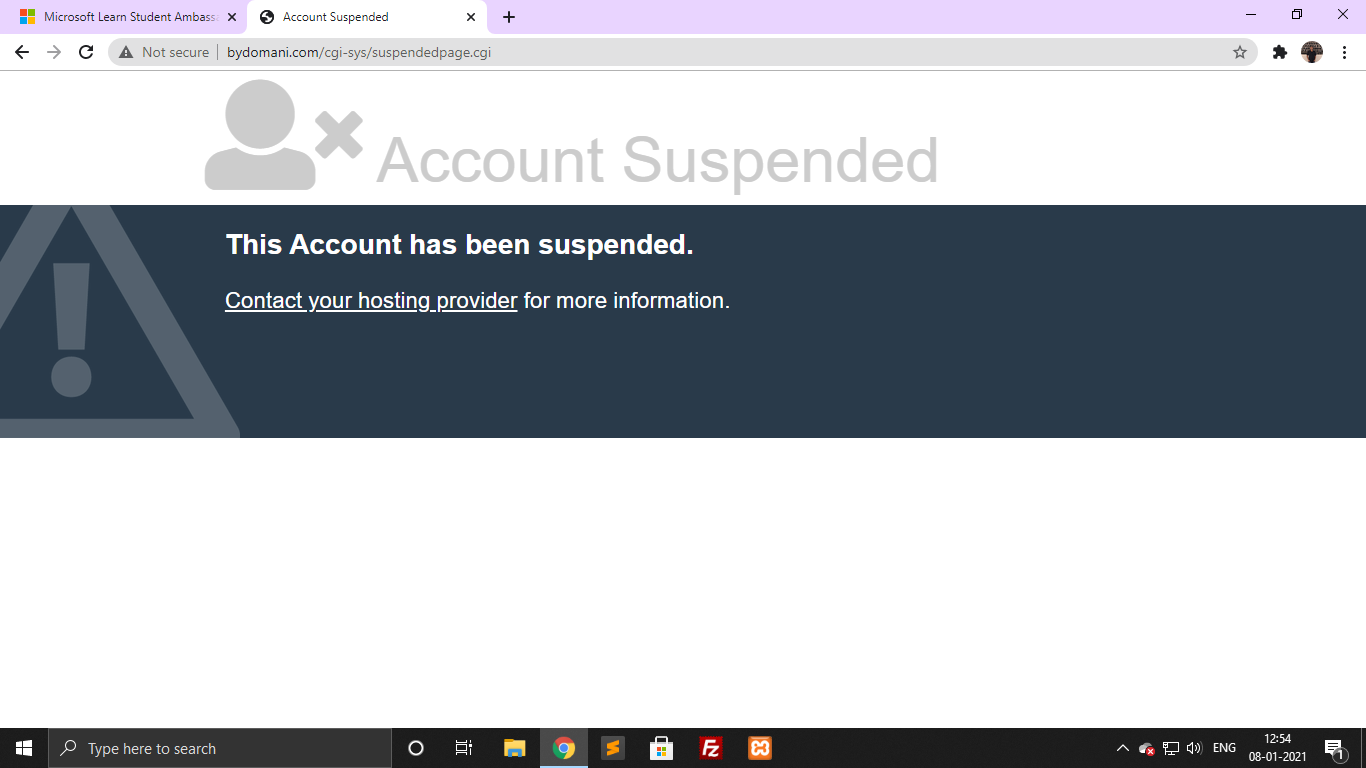 Microsoft Learn Student Ambass
Account Suspended
Not secure
bydomani.com/cgi-sys/suspendedpage.cgi
Account Suspended
This Account has been suspended.
Contact your hosting provider for more information.
Type here to search
ENG
12:54
08-01-2021
1